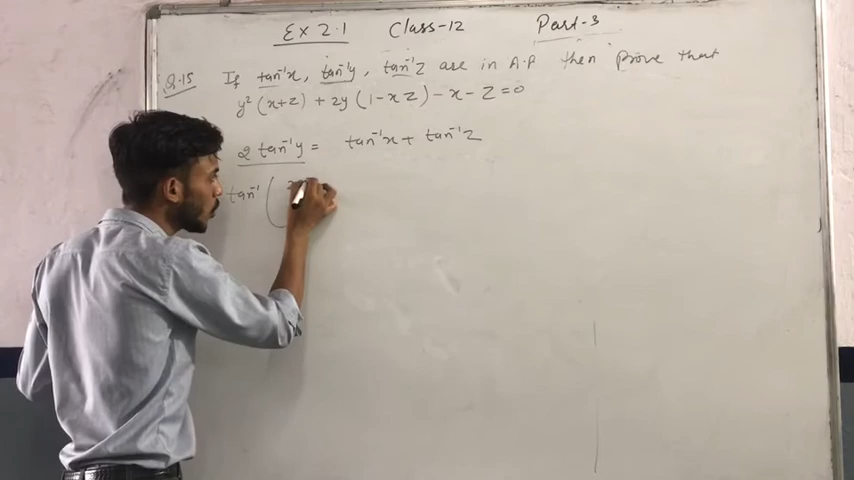 Ex 2.1 Class-12 Part-3
Q.15 If tan⁻¹x, tan⁻¹y, tan⁻¹z are in A.P then prove that
y² (x+z) + 2y (1-xz) - x - z = 0
2 tan⁻¹y = tan⁻¹x + tan⁻¹z
tan⁻¹ (